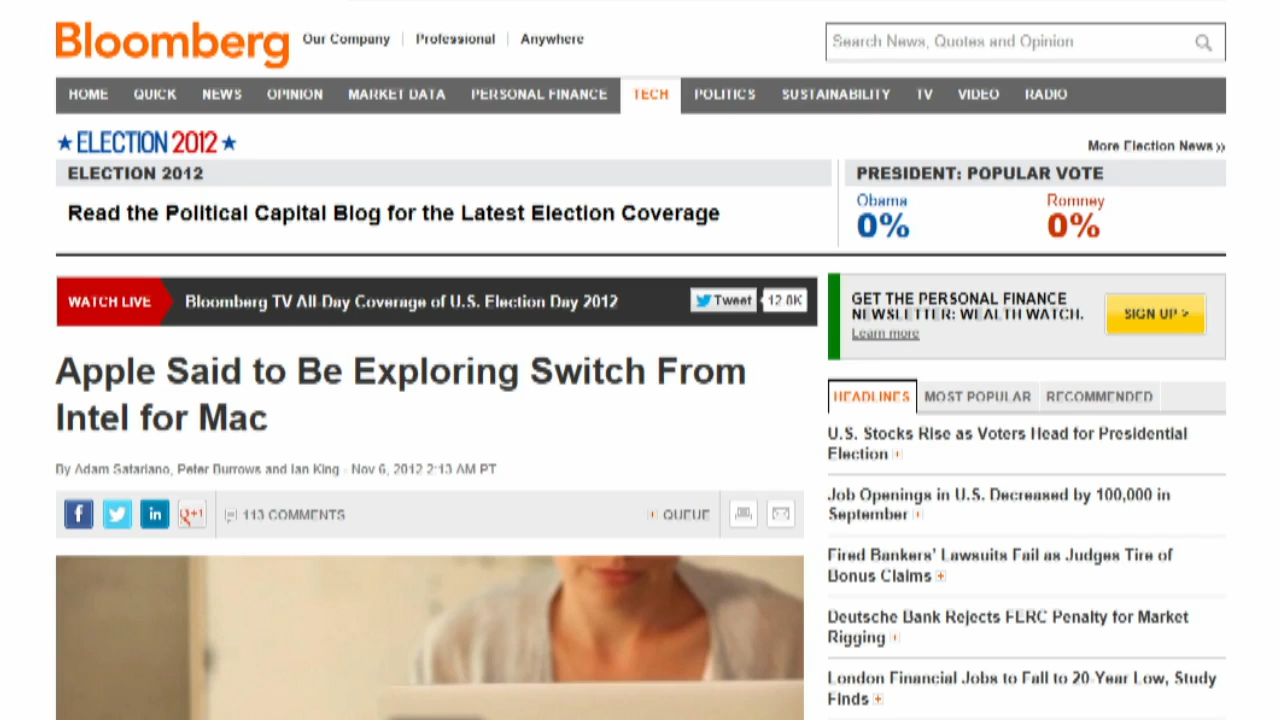 Bloomberg Our Company Professional Anywhere
Search News, Quotes and Opinion
HOME QUICK NEWS OPINION MARKET DATA PERSONAL FINANCE TECH POLITICS SUSTAINABILITY TV VIDEO RADIO
★ ELECTION 2012 ★
More Election News »
ELECTION 2012
Read the Political Capital Blog for the Latest Election Coverage
PRESIDENT: POPULAR VOTE
Obama Romney
0% 0%
WATCH LIVE Bloomberg TV All Day Coverage of U.S. Election Day 2012 Tweet 12.0K
Apple Said to Be Exploring Switch From
Intel for Mac
By Adam Satariano, Peter Burrows and Ian King - Nov 6, 2012 2:13 AM PT
f in g+1 113 COMMENTS QUEUE
GET THE PERSONAL FINANCE
NEWSLETTER: WEALTH WATCH.
Learn more
SIGN UP >
HEADLINES MOST POPULAR RECOMMENDED
U.S. Stocks Rise as Voters Head for Presidential
Election
Job Openings in U.S. Decreased by 100,000 in
September
Fired Bankers' Lawsuits Fail as Judges Tire of
Bonus Claims
Deutsche Bank Rejects FERC Penalty for Market
Rigging
London Financial Jobs to Fall to 20-Year Low, Study
Finds